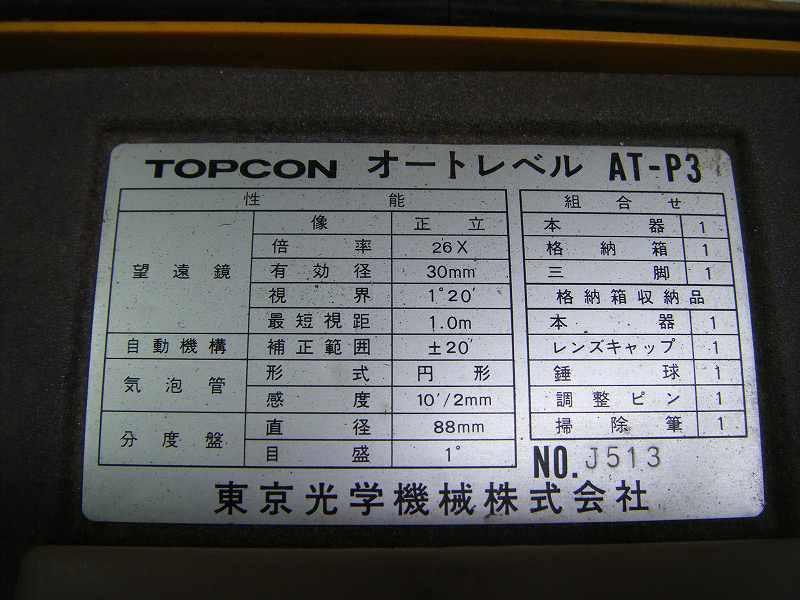 TOPCON オートレベル AT-P3
性能
望遠鏡 像 正立
倍率 26X
有効径 30mm
視界 1°20′
最短視距 1.0m
自動機構 補正範囲 ±20′
気泡管 形式 円形
感度 10′/2mm
分度盤 直径 88mm
目盛 1°
組合せ
本器 1
格納箱 1
三脚 1
格納箱収納品
本器 1
レンズキャップ 1
錘球 1
調整ピン 1
掃除筆 1
NO. J513
東京光学機械株式会社